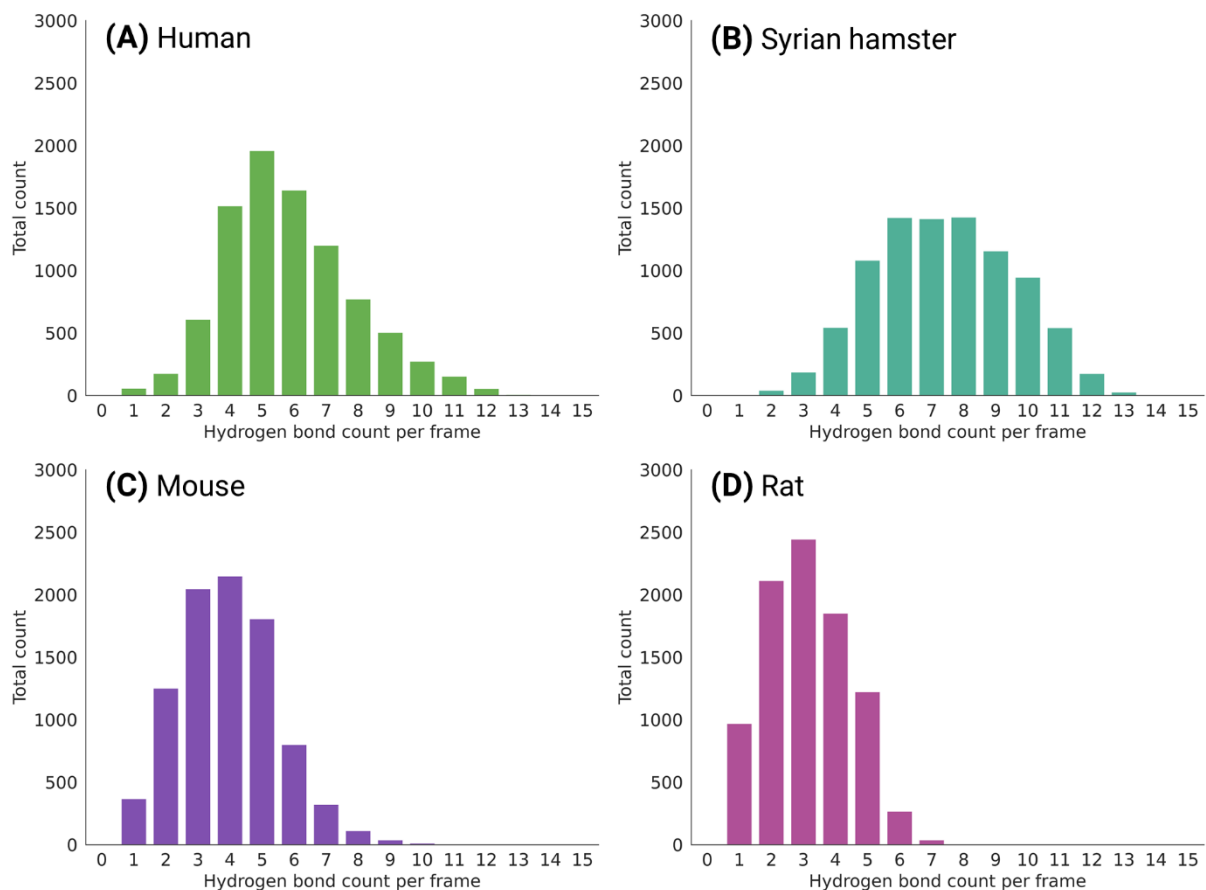 (A) Human
3000
2500
2000
1500
1000
500
0
Total count
0 1 2 3 4 5 6 7 8 9 10 11 12 13 14 15
Hydrogen bond count per frame
(B) Syrian hamster
3000
2500
2000
1500
1000
500
0
Total count
0 1 2 3 4 5 6 7 8 9 10 11 12 13 14 15
Hydrogen bond count per frame
(C) Mouse
3000
2500
2000
1500
1000
500
0
Total count
0 1 2 3 4 5 6 7 8 9 10 11 12 13 14 15
Hydrogen bond count per frame
(D) Rat
3000
2500
2000
1500
1000
500
0
Total count
0 1 2 3 4 5 6 7 8 9 10 11 12 13 14 15
Hydrogen bond count per frame